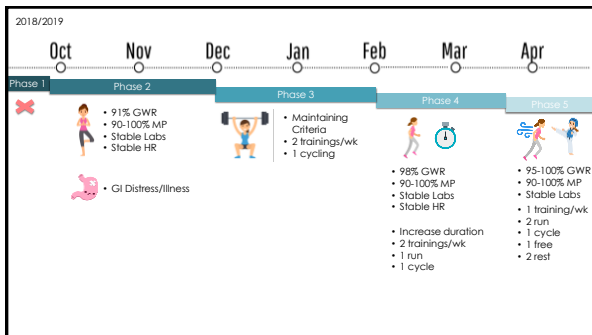 2018/2019
Oct Nov Dec Jan Feb Mar Apr
Phase 1
Phase 2
Phase 3
Phase 4
Phase 5
• 91% GWR
• 90-100% MP
• Stable Labs
• Stable HR
• GI Distress/Illness
• Maintaining
Criteria
• 2 trainings/wk
• 1 cycling
• 98% GWR
• 90-100% MP
• Stable Labs
• Stable HR
• Increase duration
• 2 trainings/wk
• 1 run
• 1 cycle
• 95-100% GWR
• 90-100% MP
• Stable Labs
• 1 training/wk
• 2 run
• 1 cycle
• 1 free
• 2 rest